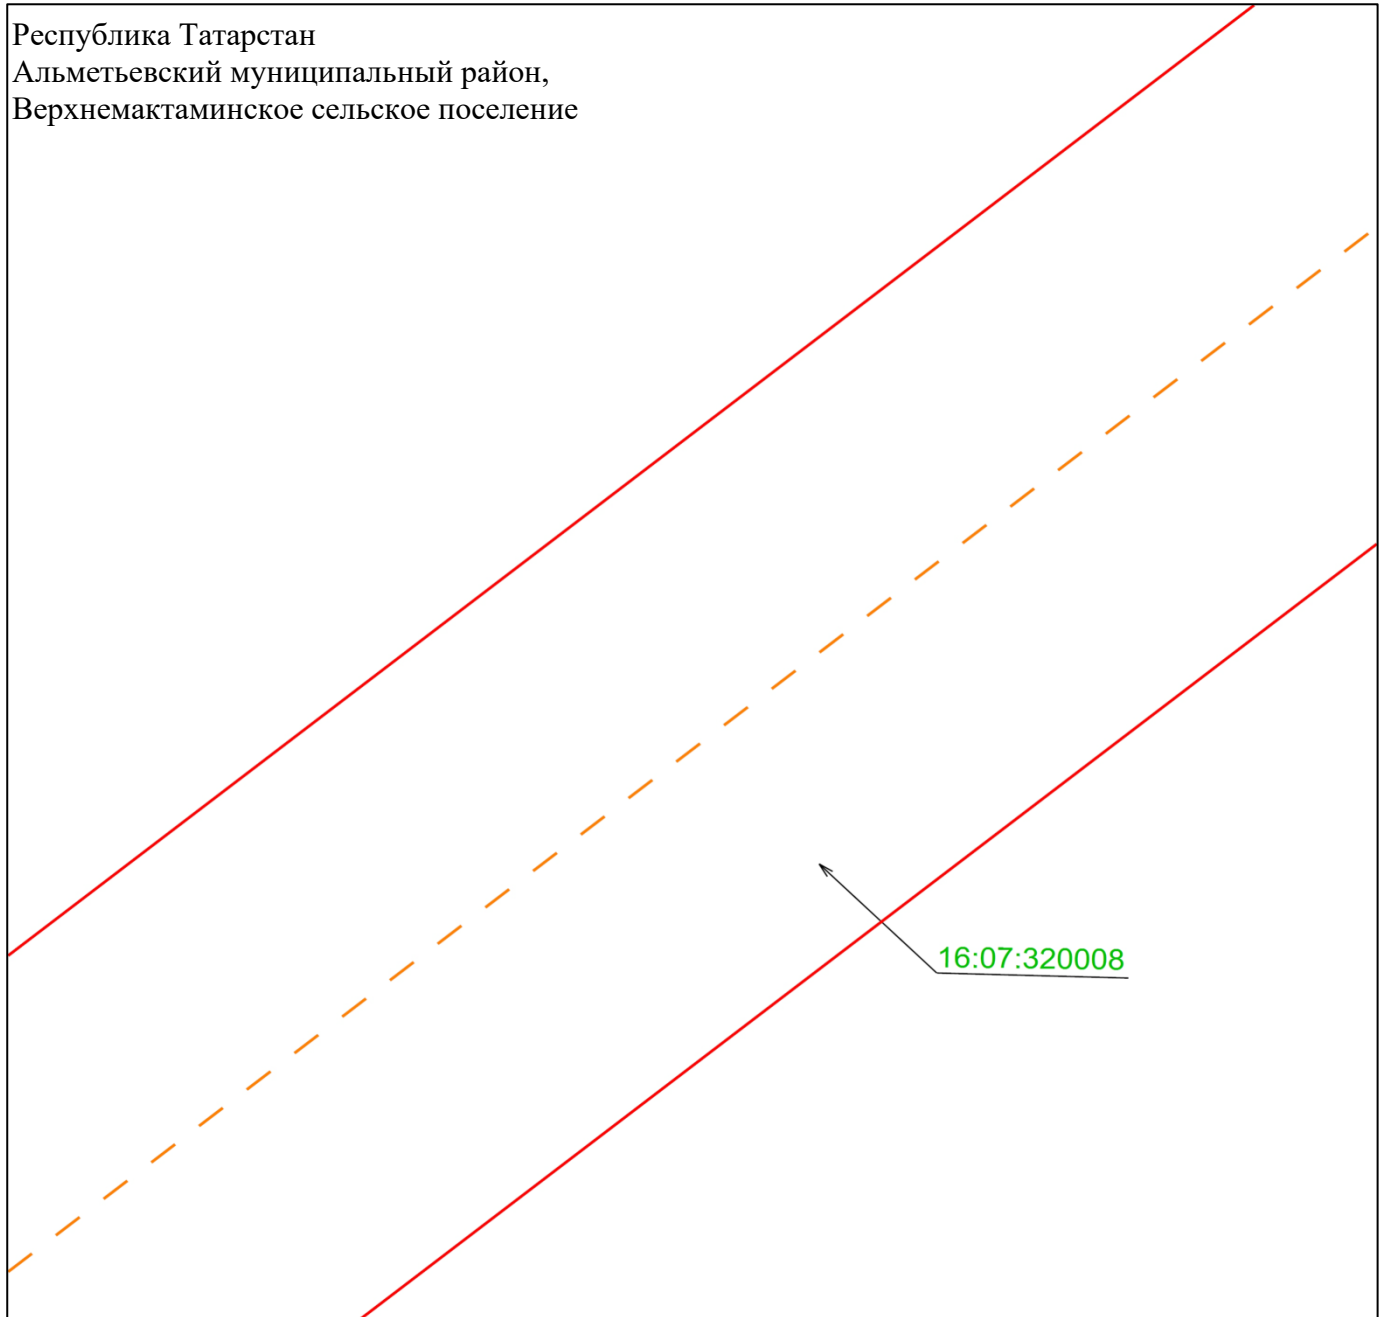 Республика Татарстан
Альметьевский муниципальный район,
Верхнемактаминское сельское поселение
16:07:320008